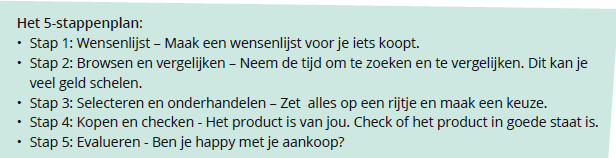 Het 5-stappenplan:
• Stap 1: Wensenlijst – Maak een wensenlijst voor je iets koopt.
• Stap 2: Browsen en vergelijken – Neem de tijd om te zoeken en te vergelijken. Dit kan je
veel geld schelen.
• Stap 3: Selecteren en onderhandelen – Zet  alles op een rijtje en maak een keuze.
• Stap 4: Kopen en checken - Het product is van jou. Check of het product in goede staat is.
• Stap 5: Evalueren - Ben je happy met je aankoop?